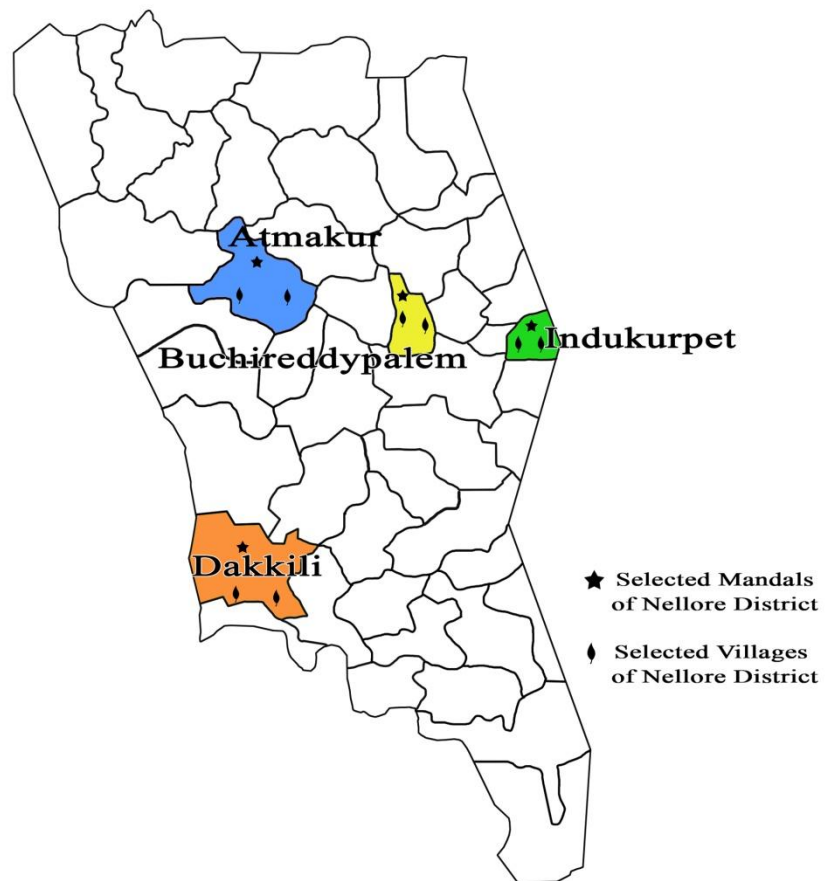 Atmakur
Indukurpet
Buchireddypalem
Dakkili
Selected Mandals
of Nellore District
Selected Villages
of Nellore District